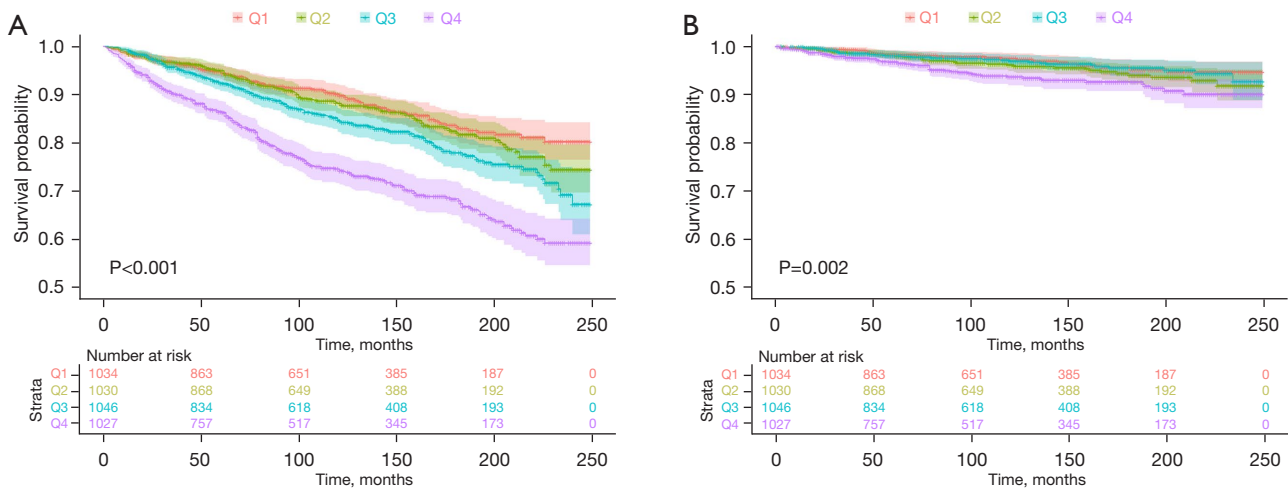 A
Q1 Q2 Q3 Q4
Survival probability
1.0
0.9
0.8
0.7
0.6
0.5
P<0.001
0 50 100 150 200 250
Time, months
Number at risk
Strata
Q1 1034 863 651 385 187 0
Q2 1030 868 649 388 192 0
Q3 1046 834 618 408 193 0
Q4 1027 757 517 345 173 0
0 50 100 150 200 250
Time, months
B
Q1 Q2 Q3 Q4
Survival probability
1.0
0.9
0.8
0.7
0.6
0.5
P=0.002
0 50 100 150 200 250
Time, months
Number at risk
Strata
Q1 1034 863 651 385 187 0
Q2 1030 868 649 388 192 0
Q3 1046 834 618 408 193 0
Q4 1027 757 517 345 173 0
0 50 100 150 200 250
Time, months